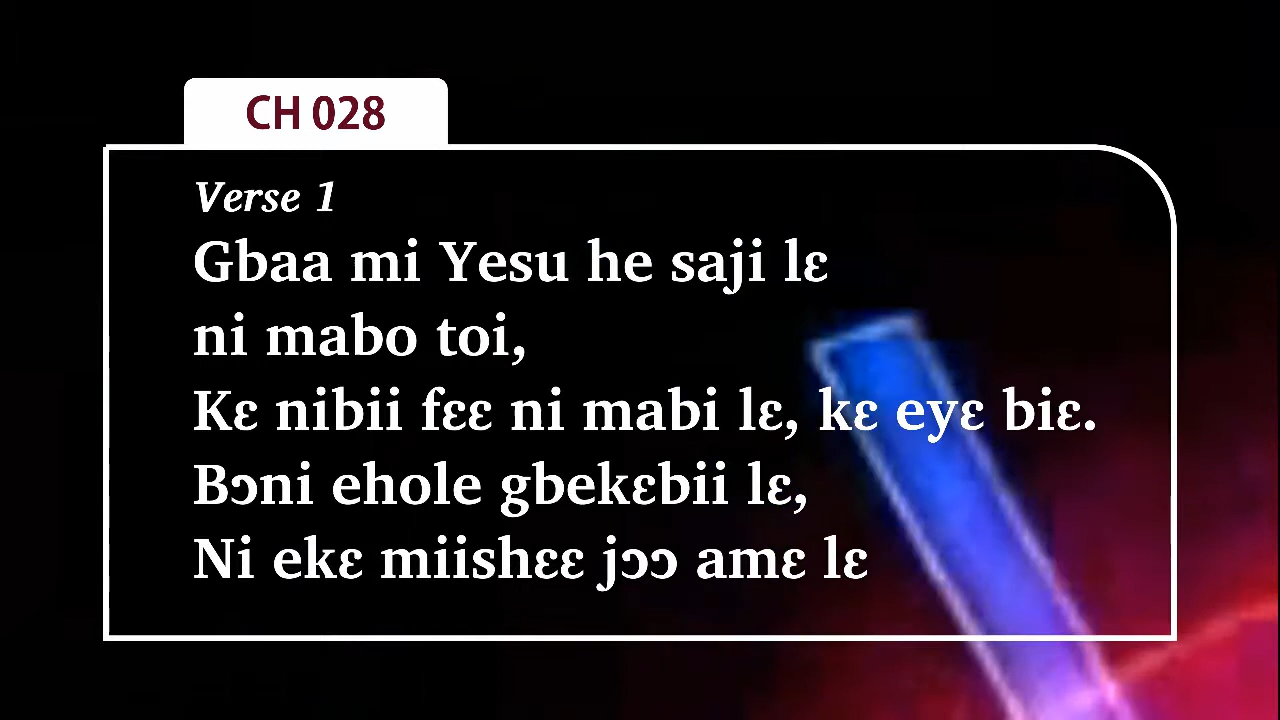 CH 028
Verse 1
Gbaa mi Yesu he saji lɛ
ni mabo toi,
Kɛ nibii fɛɛ ni mabi lɛ, kɛ eyɛ biɛ.
Bɔni ehole gbekɛbii lɛ,
Ni ekɛ miishɛɛ jɔɔ amɛ lɛ